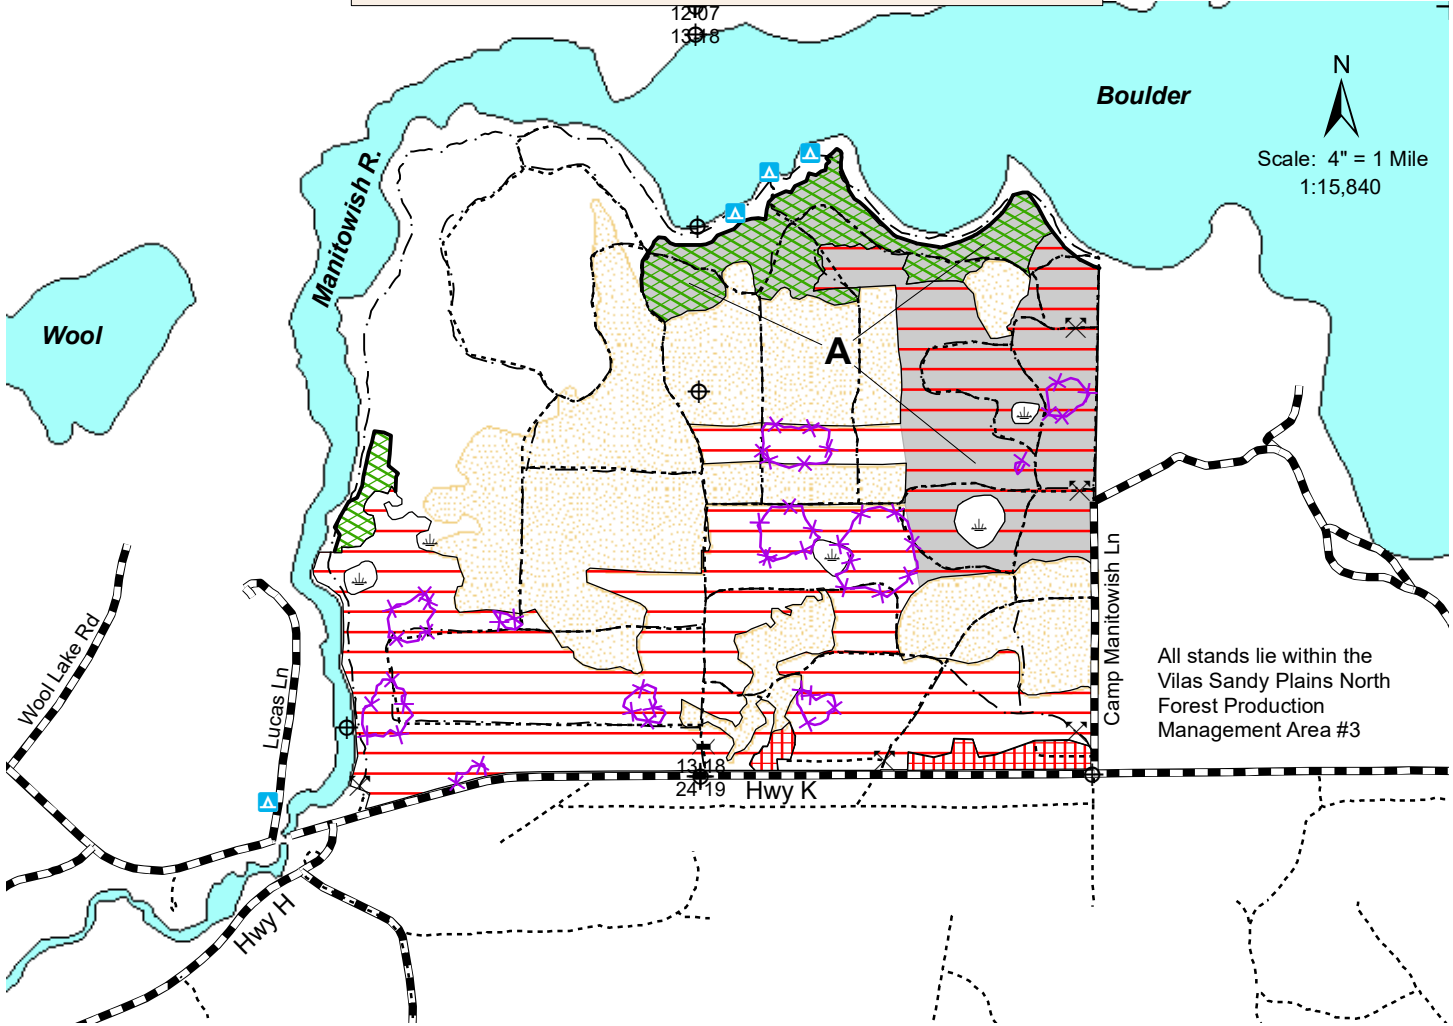 12 07
13 18
N
Boulder
Scale: 4" = 1 Mile
1:15,840
Manitowish R.
Wool
A
Camp Manitowish Ln
Wool Lake Rd
Lucas Ln
All stands lie within the
Vilas Sandy Plains North
Forest Production
Management Area #3
13 18
24 19
Hwy K
Hwy H